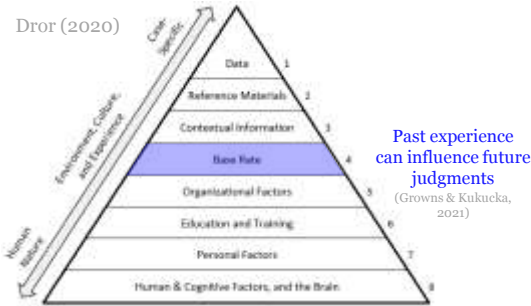 Dror (2020)
Case-
Specific
Environment, Culture,
and Experience
Human
Nature
Data
1
Reference Materials
2
Contextual Information
3
Base Rate
4
Organizational Factors
5
Education and Training
6
Personal Factors
7
Human & Cognitive Factors, and the Brain
8
Past experience
can influence future
judgments
(Growns & Kukucka,
2021)